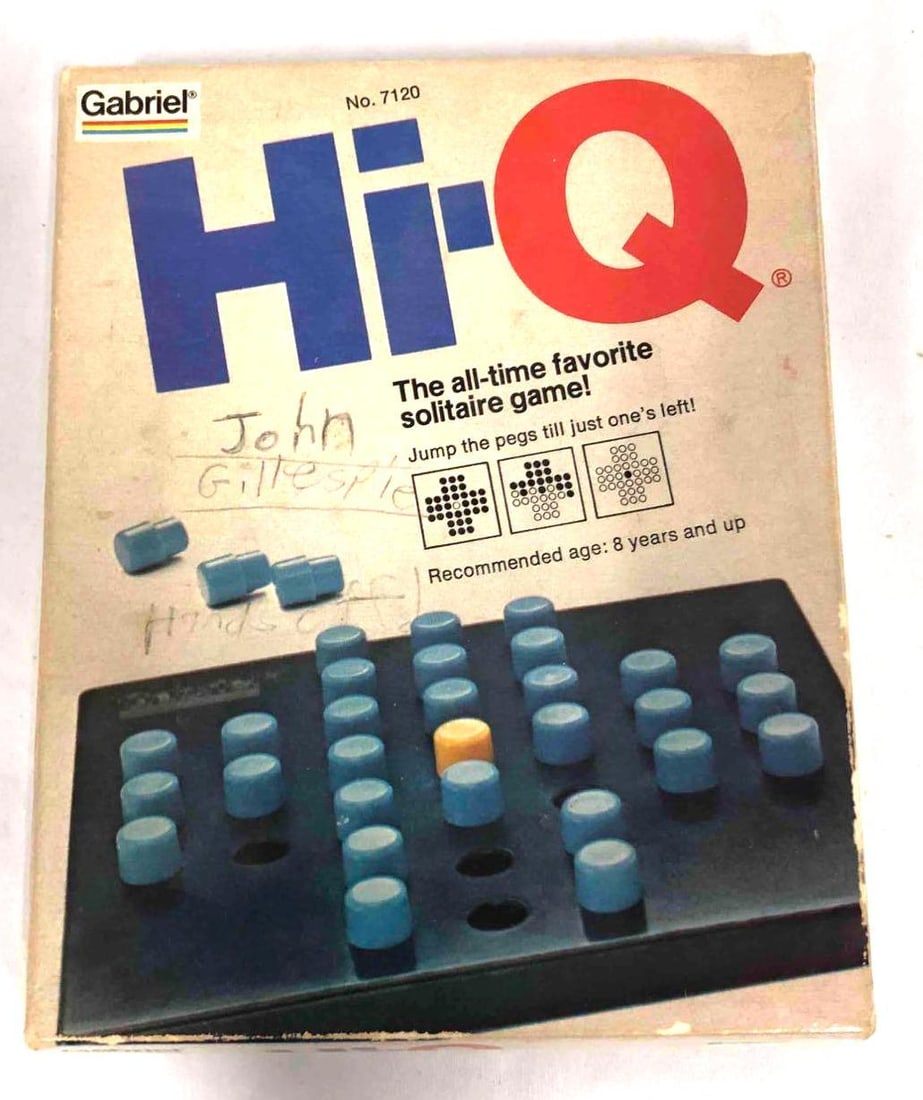 Gabriel®
No. 7120
Hi-Q®
The all-time favorite
solitaire game!
Jump the pegs till just one's left!
Recommended age: 8 years and up
John
Gillespie